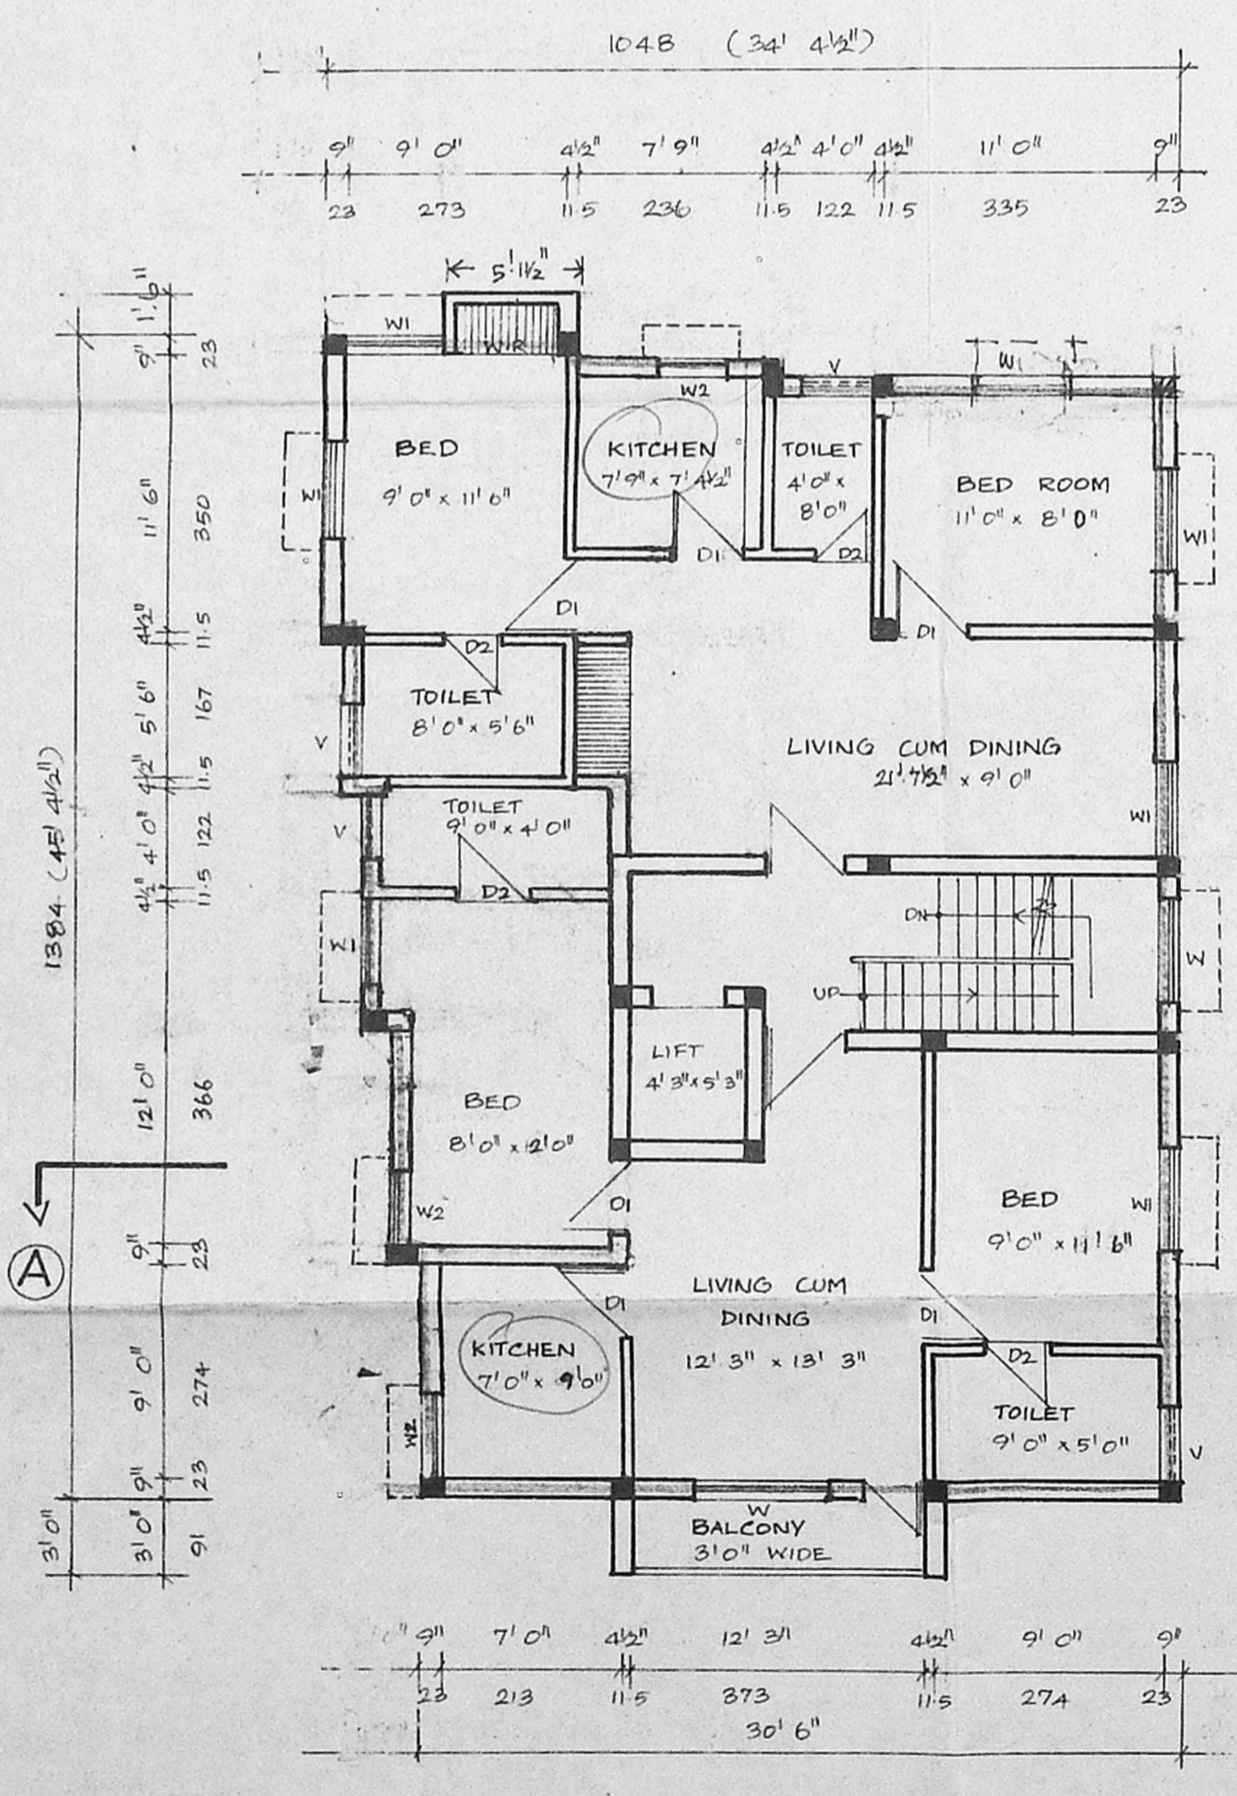 1048 (34' 4½")
9" 9' 0" 4½" 7' 9" 4½" 4' 0" 4½" 11' 0" 9"
23 273 11.5 236 11.5 122 11.5 335 23
5' 1½"
1' 6"
9" 23
W1
W.R
W2
V
W1
BED
9' 0" × 11' 6"
KITCHEN
7' 9" × 7' 4½"
TOILET
4' 0" ×
8' 0"
BED ROOM
11' 0" × 8' 0"
W1
W1
11' 6" 350
D1
D2
D1
D1
4½" 11.5
D2
TOILET
8' 0" × 5' 6"
5' 6" 167
V
LIVING CUM DINING
21' 7½" × 9' 0"
4½" 11.5
TOILET
9' 0" × 4' 0"
W1
V
4' 0" 122
1384 (45' 4½")
D2
4½" 11.5
DN
W1
W
UP
LIFT
4' 3" × 5' 3"
12' 0" 366
BED
8' 0" × 12' 0"
BED
9' 0" × 11' 6"
W1
D1
W2
9" 23
A
LIVING CUM
DINING
12' 3" × 13' 3"
D1
D1
KITCHEN
7' 0" × 9' 0"
D2
9' 0" 274
TOILET
9' 0" × 5' 0"
W2
V
9" 23
W
BALCONY
3' 0" WIDE
3' 0" 3' 0" 91
9" 7' 0" 4½" 12' 3" 4½" 9' 0" 9"
23 213 11.5 373 11.5 274 23
30' 6"